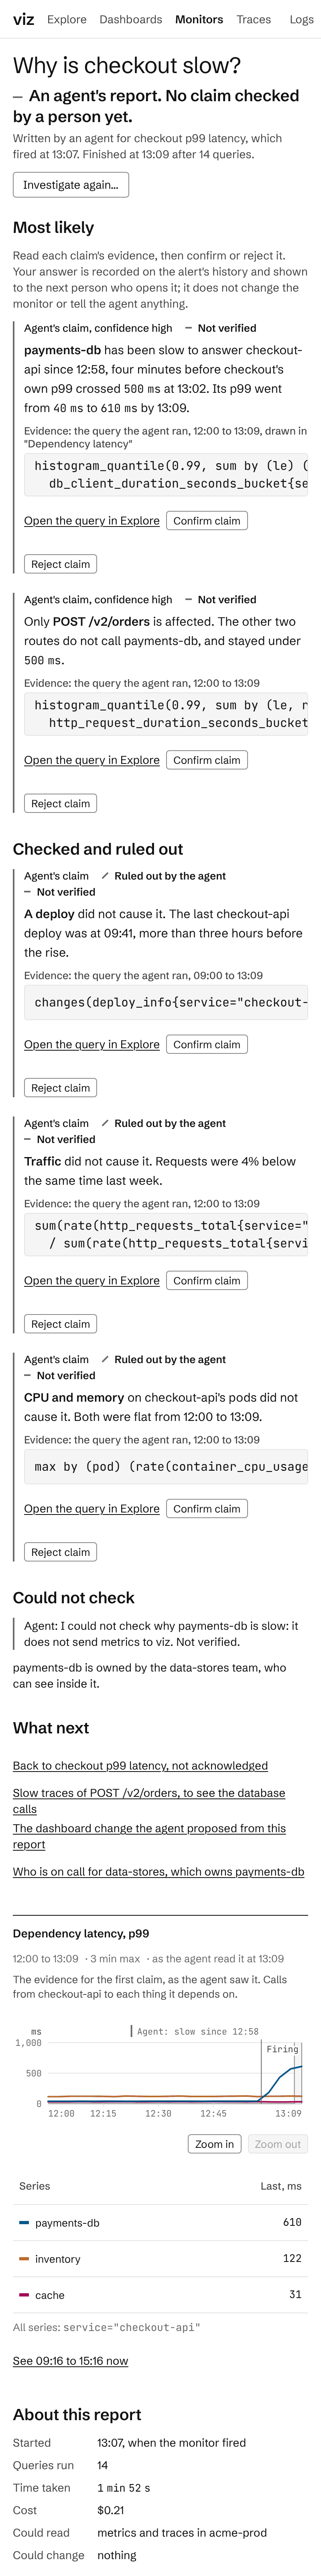 viz Explore Dashboards Monitors Traces Logs
Why is checkout slow?
– An agent's report. No claim checked
by a person yet.
Written by an agent for checkout p99 latency, which
fired at 13:07. Finished at 13:09 after 14 queries.
Investigate again...
Most likely
Read each claim's evidence, then confirm or reject it.
Your answer is recorded on the alert's history and shown
to the next person who opens it; it does not change the
monitor or tell the agent anything.
Agent's claim, confidence high – Not verified
payments-db has been slow to answer checkout-
api since 12:58, four minutes before checkout's
own p99 crossed 500 ms at 13:02. Its p99 went
from 40 ms to 610 ms by 13:09.
Evidence: the query the agent ran, 12:00 to 13:09, drawn in
"Dependency latency"
histogram_quantile(0.99, sum by (le) (
db_client_duration_seconds_bucket{se
Open the query in Explore Confirm claim
Reject claim
Agent's claim, confidence high – Not verified
Only POST /v2/orders is affected. The other two
routes do not call payments-db, and stayed under
500 ms.
Evidence: the query the agent ran, 12:00 to 13:09
histogram_quantile(0.99, sum by (le, r
http_request_duration_seconds_bucket
Open the query in Explore Confirm claim
Reject claim
Checked and ruled out
Agent's claim Ruled out by the agent
– Not verified
A deploy did not cause it. The last checkout-api
deploy was at 09:41, more than three hours before
the rise.
Evidence: the query the agent ran, 09:00 to 13:09
changes(deploy_info{service="checkout-
Open the query in Explore Confirm claim
Reject claim
Agent's claim Ruled out by the agent
– Not verified
Traffic did not cause it. Requests were 4% below
the same time last week.
Evidence: the query the agent ran, 12:00 to 13:09
sum(rate(http_requests_total{service="
/ sum(rate(http_requests_total{servi
Open the query in Explore Confirm claim
Reject claim
Agent's claim Ruled out by the agent
– Not verified
CPU and memory on checkout-api's pods did not
cause it. Both were flat from 12:00 to 13:09.
Evidence: the query the agent ran, 12:00 to 13:09
max by (pod) (rate(container_cpu_usage
Open the query in Explore Confirm claim
Reject claim
Could not check
Agent: I could not check why payments-db is slow: it
does not send metrics to viz. Not verified.
payments-db is owned by the data-stores team, who
can see inside it.
What next
Back to checkout p99 latency, not acknowledged
Slow traces of POST /v2/orders, to see the database
calls
The dashboard change the agent proposed from this
report
Who is on call for data-stores, which owns payments-db
Dependency latency, p99
12:00 to 13:09 · 3 min max · as the agent read it at 13:09
The evidence for the first claim, as the agent saw it. Calls
from checkout-api to each thing it depends on.
ms Agent: slow since 12:58
1,000
Firing
500
0
12:00 12:15 12:30 12:45 13:09
Zoom in Zoom out
Series Last, ms
payments-db 610
inventory 122
cache 31
All series: service="checkout-api"
See 09:16 to 15:16 now
About this report
Started 13:07, when the monitor fired
Queries run 14
Time taken 1 min 52 s
Cost $0.21
Could read metrics and traces in acme-prod
Could change nothing